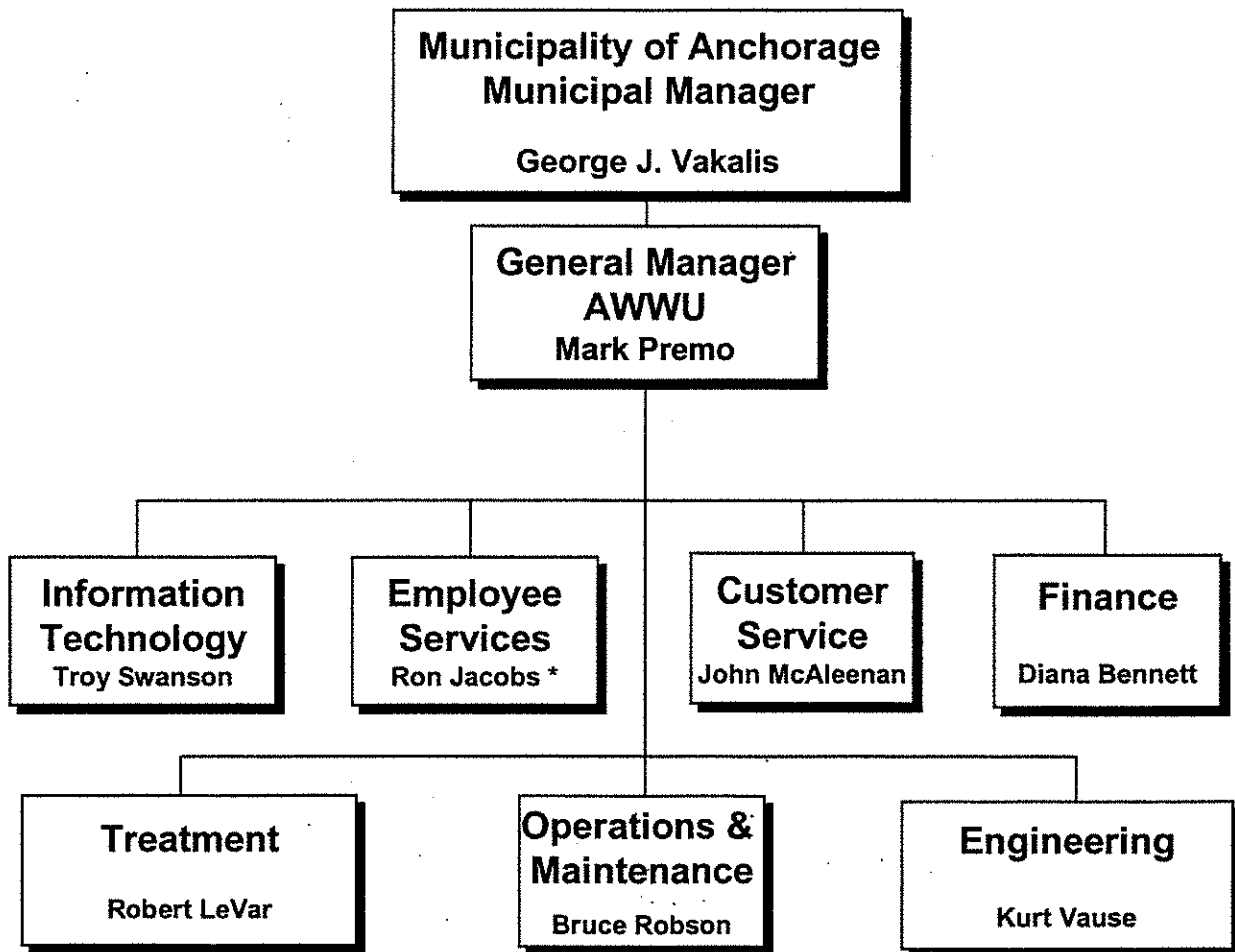 Municipality of Anchorage
Municipal Manager
George J. Vakalis
General Manager
AWWU
Mark Premo
Information
Technology
Troy Swanson
Employee
Services
Ron Jacobs *
Customer
Service
John McAleenan
Finance
Diana Bennett
Treatment
Robert LeVar
Operations &
Maintenance
Bruce Robson
Engineering
Kurt Vause